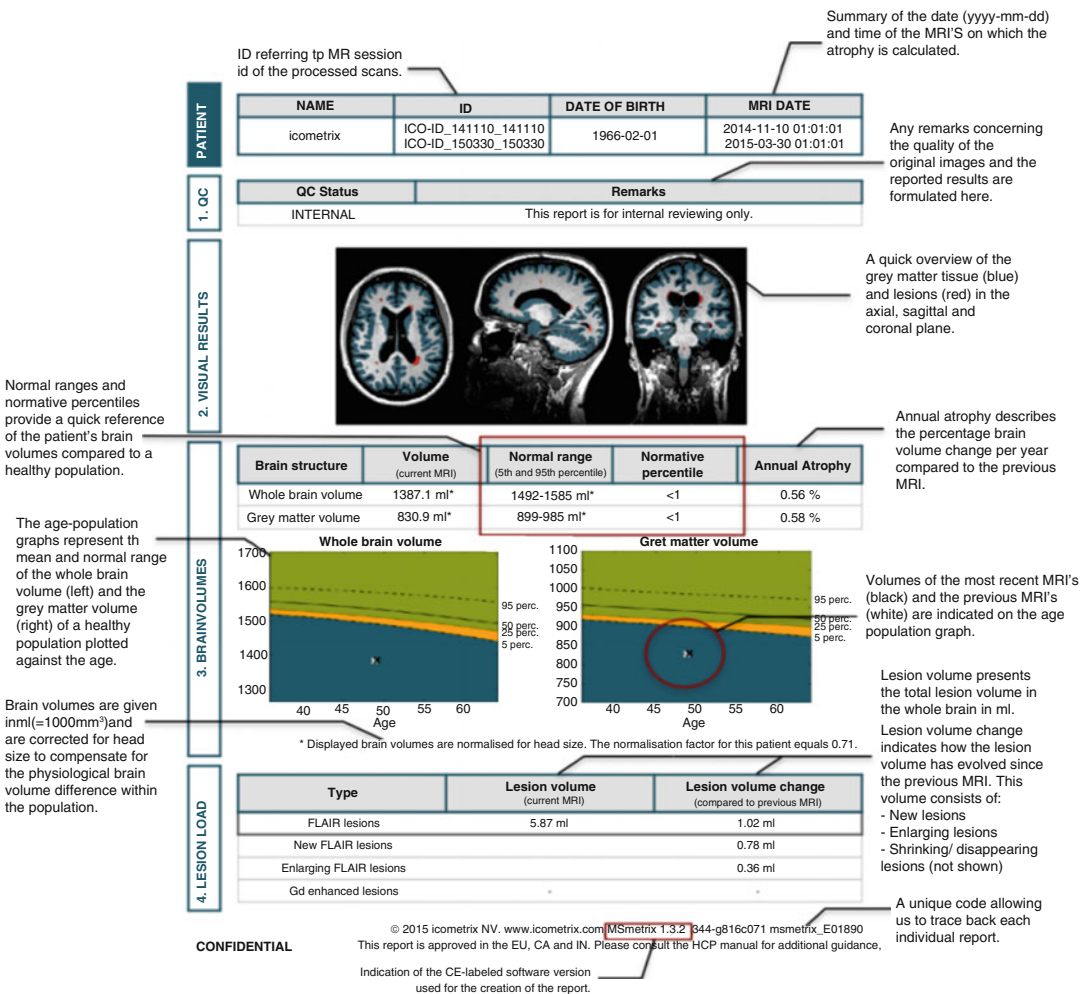 Summary of the date (yyyy-mm-dd)
and time of the MRI'S on which the
atrophy is calculated.
ID referring tp MR session
id of the processed scans.
PATIENT
NAME ID DATE OF BIRTH MRI DATE
icometrix ICO-ID_141110_141110 1966-02-01 2014-11-10 01:01:01
ICO-ID_150330_150330 2015-03-30 01:01:01
Any remarks concerning
the quality of the
original images and the
reported results are
formulated here.
1. QC
QC Status Remarks
INTERNAL This report is for internal reviewing only.
2. VISUAL RESULTS
A quick overview of the
grey matter tissue (blue)
and lesions (red) in the
axial, sagittal and
coronal plane.
Normal ranges and
normative percentiles
provide a quick reference
of the patient's brain
volumes compared to a
healthy population.
Annual atrophy describes
the percentage brain
volume change per year
compared to the previous
MRI.
3. BRAINVOLUMES
Brain structure Volume (current MRI) Normal range (5th and 95th percentile) Normative percentile Annual Atrophy
Whole brain volume 1387.1 ml* 1492-1585 ml* <1 0.56 %
Grey matter volume 830.9 ml* 899-985 ml* <1 0.58 %
The age-population
graphs represent th
mean and normal range
of the whole brain
volume (left) and the
grey matter volume
(right) of a healthy
population plotted
against the age.
Whole brain volume
1700
1600
1500
1400
1300
95 perc.
50 perc.
25 perc.
5 perc.
40 45 50 55 60
Age
Gret matter volume
1100
1050
1000
950
900
850
800
750
700
95 perc.
50 perc.
25 perc.
5 perc.
40 45 50 55 60
Age
Volumes of the most recent MRI's
(black) and the previous MRI's
(white) are indicated on the age
population graph.
Brain volumes are given
inml(=1000mm³)and
are corrected for head
size to compensate for
the physiological brain
volume difference within
the population.
* Displayed brain volumes are normalised for head size. The normalisation factor for this patient equals 0.71.
Lesion volume presents
the total lesion volume in
the whole brain in ml.
Lesion volume change
indicates how the lesion
volume has evolved since
the previous MRI. This
volume consists of:
- New lesions
- Enlarging lesions
- Shrinking/ disappearing
lesions (not shown)
4. LESION LOAD
Type Lesion volume (current MRI) Lesion volume change (compared to previous MRI)
FLAIR lesions 5.87 ml 1.02 ml
New FLAIR lesions 0.78 ml
Enlarging FLAIR lesions 0.36 ml
Gd enhanced lesions - -
A unique code allowing
us to trace back each
individual report.
© 2015 icometrix NV. www.icometrix.com MSmetrix 1.3.2 344-g816c071 msmetrix_E01890
CONFIDENTIAL This report is approved in the EU, CA and IN. Please consult the HCP manual for additional guidance,
Indication of the CE-labeled software version
used for the creation of the report.